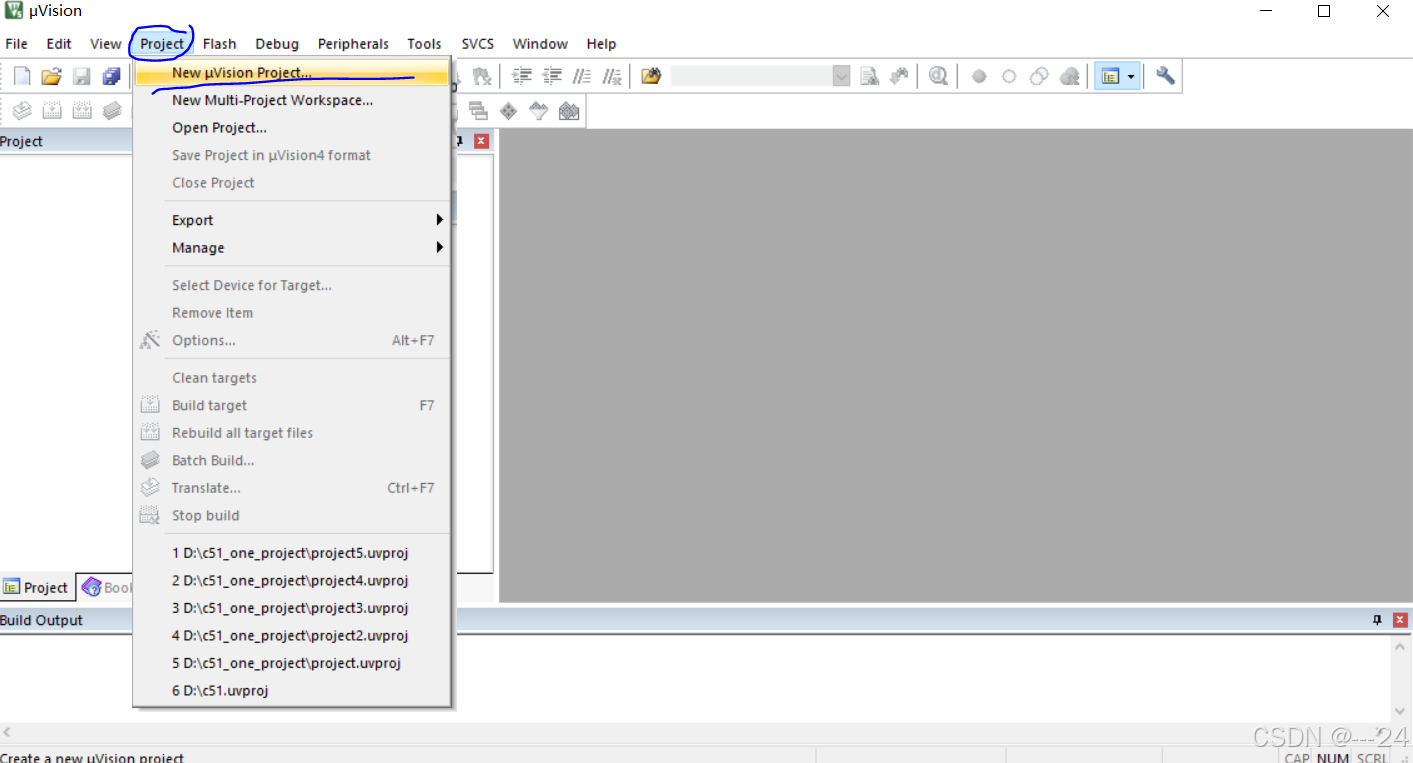 µVision
File Edit View Project Flash Debug Peripherals Tools SVCS Window Help
New µVision Project...
New Multi-Project Workspace...
Open Project...
Save Project in µVision4 format
Close Project
Export
Manage
Select Device for Target...
Remove Item
Options... Alt+F7
Clean targets
Build target F7
Rebuild all target files
Batch Build...
Translate... Ctrl+F7
Stop build
1 D:\c51_one_project\project5.uvproj
2 D:\c51_one_project\project4.uvproj
3 D:\c51_one_project\project3.uvproj
4 D:\c51_one_project\project2.uvproj
5 D:\c51_one_project\project.uvproj
6 D:\c51.uvproj
Project
Project Boo
Build Output
CSDN @---24
Create a new µVision project
CAP NUM SCRL